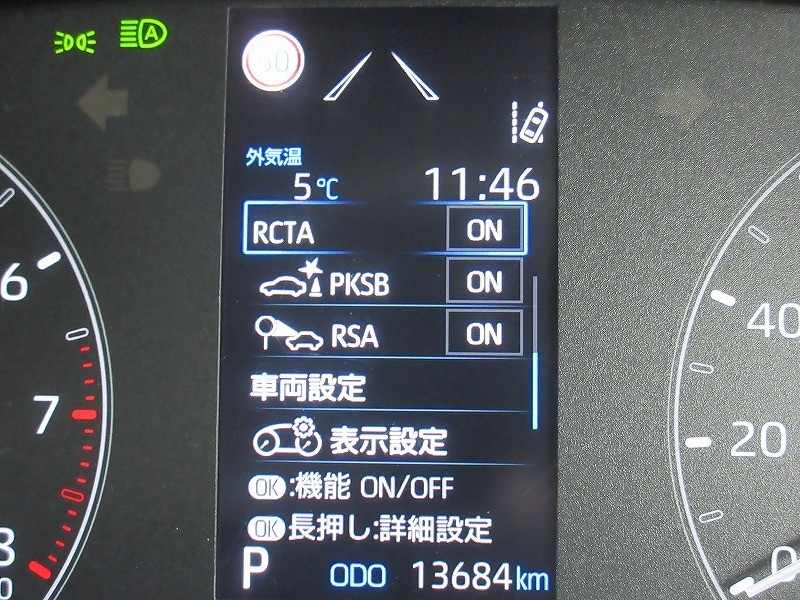 外気温
5℃ 11:46
RCTA ON
PKSB ON
RSA ON
車両設定
表示設定
OK:機能 ON/OFF
OK長押し:詳細設定
P ODO 13684km
A
6
7
8
40
20
0